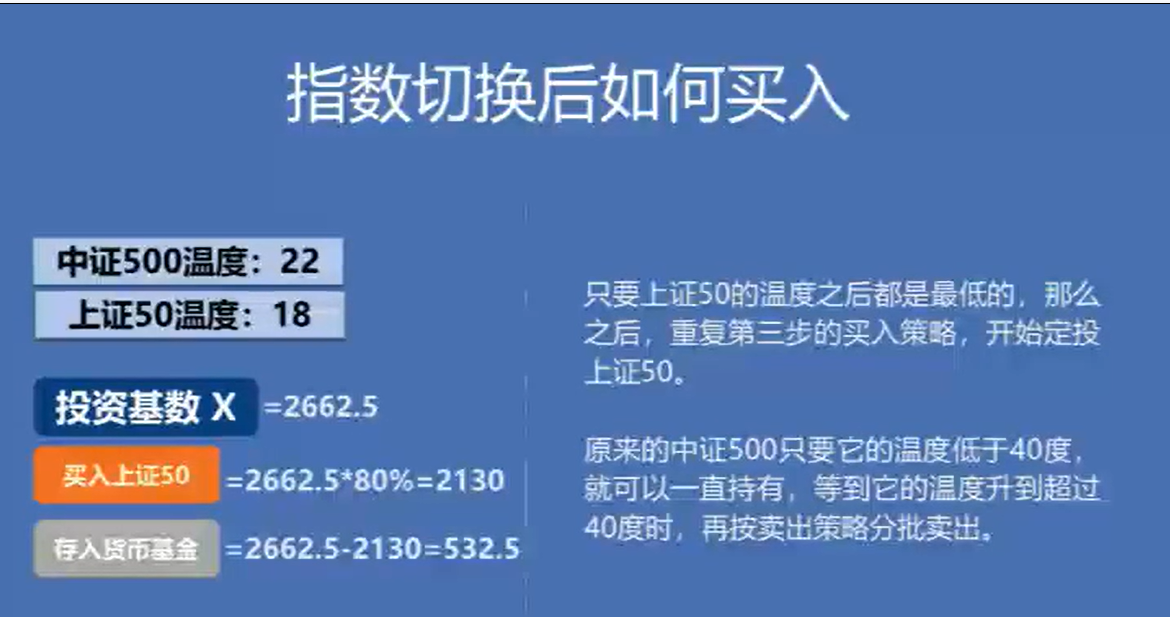 指数切换后如何买入
中证500温度：22
上证50温度：18
投资基数 X =2662.5
买入上证50 =2662.5*80%=2130
存入货币基金 =2662.5-2130=532.5
只要上证50的温度之后都是最低的，那么
之后，重复第三步的买入策略，开始定投
上证50。
原来的中证500只要它的温度低于40度，
就可以一直持有，等到它的温度升到超过
40度时，再按卖出策略分批卖出。